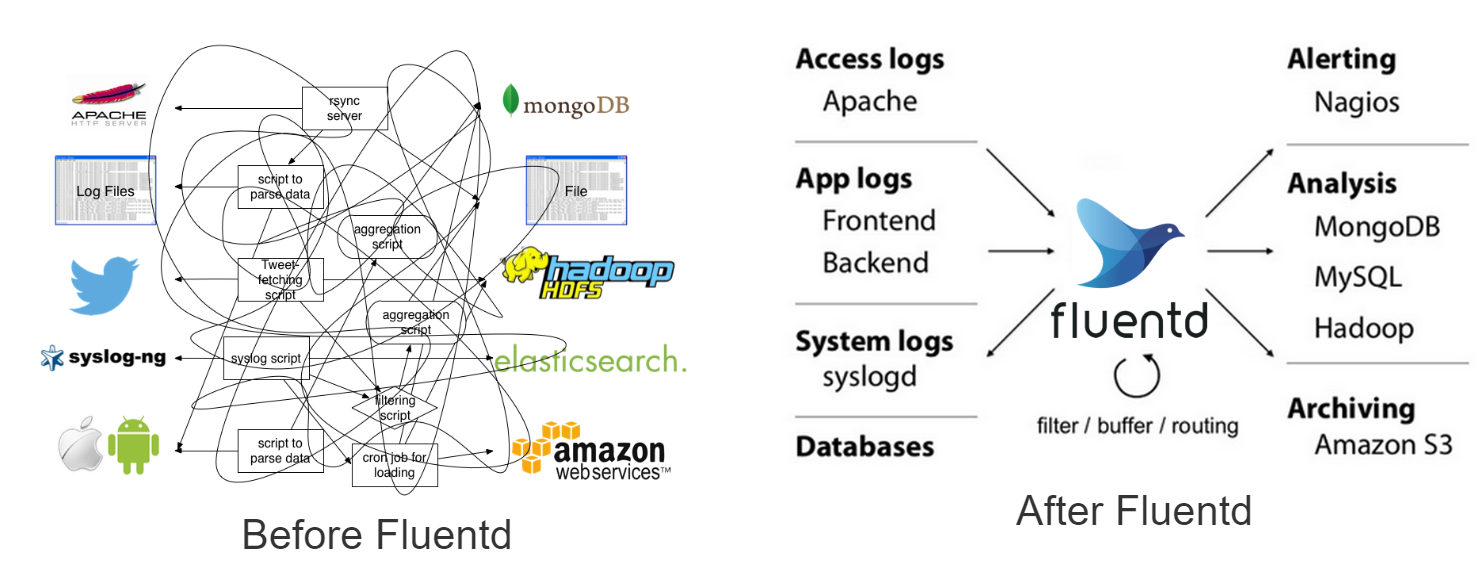 APACHE
HTTP SERVER
rsync
server
mongoDB
Log Files
script to
parse data
File
aggregation
script
Tweet-
fetching
script
hadoop
HDFS
aggregation
script
syslog-ng
syslog script
elasticsearch.
filtering
script
script to
parse data
cron job for
loading
amazon
webservices™
Before Fluentd
Access logs
Apache
App logs
Frontend
Backend
System logs
syslogd
Databases
fluentd
filter / buffer / routing
Alerting
Nagios
Analysis
MongoDB
MySQL
Hadoop
Archiving
Amazon S3
After Fluentd